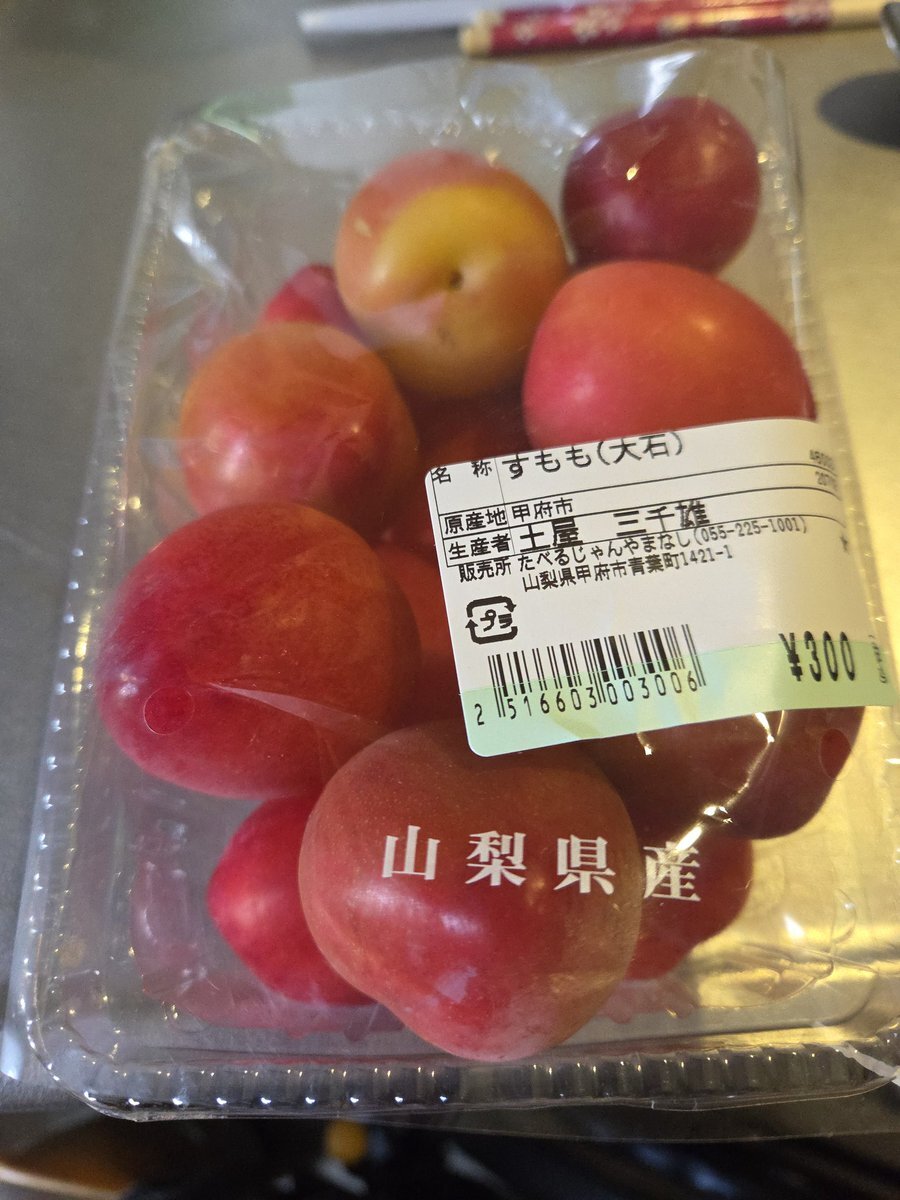 名 称 すもも(大石)
原産地 甲府市
生産者 土屋 三千雄
販売所 たべるじゃんやまなし(055-225-1001)
山梨県甲府市青葉町1421-1
プラ
¥300
2 516603 003006
山梨県産